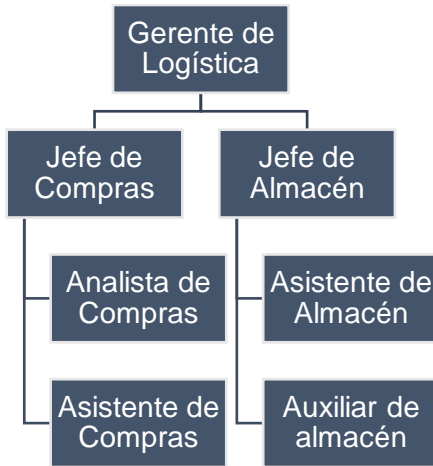 Gerente de
Logística
Jefe de
Compras
Jefe de
Almacén
Analista de
Compras
Asistente de
Almacén
Asistente de
Compras
Auxiliar de
almacén